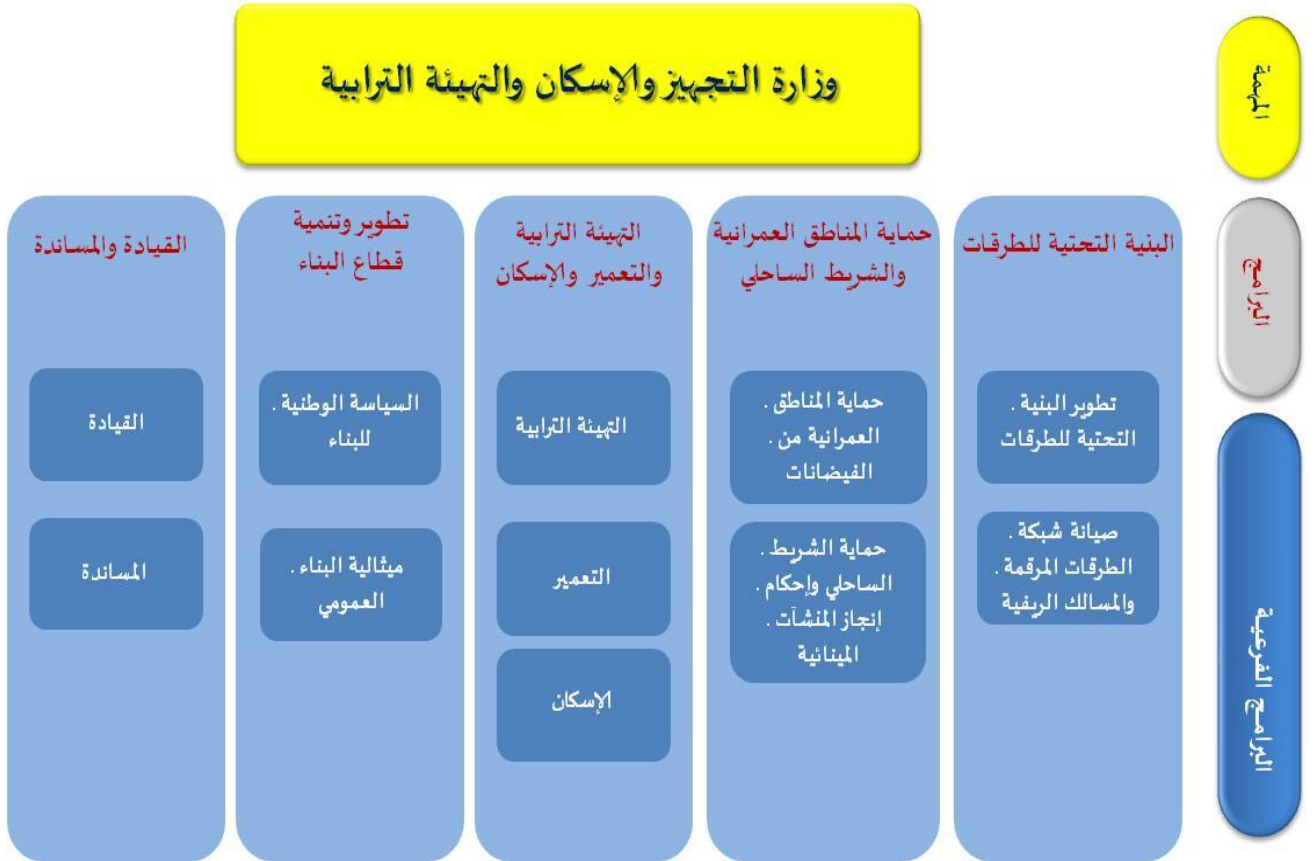 وزارة التجهيز والإسكان والتهيئة الترابية
المهمة
البرامج
البرامج الفرعية
البنية التحتية للطرقات
تطوير البنية .
التحتية للطرقات
صيانة شبكة .
الطرقات المرقمة .
والمسالك الريفية
حماية المناطق العمرانية
والشريط الساحلي
حماية المناطق .
العمرانية من .
الفيضانات
حماية الشريط .
الساحلي وإحكام .
إنجاز المنشآت .
المينائية
التهيئة الترابية
والتعمير والإسكان
التهيئة الترابية
التعمير
الإسكان
تطوير وتنمية
قطاع البناء
السياسة الوطنية .
للبناء
ميثالية البناء .
العمومي
القيادة والمساندة
القيادة
المساندة